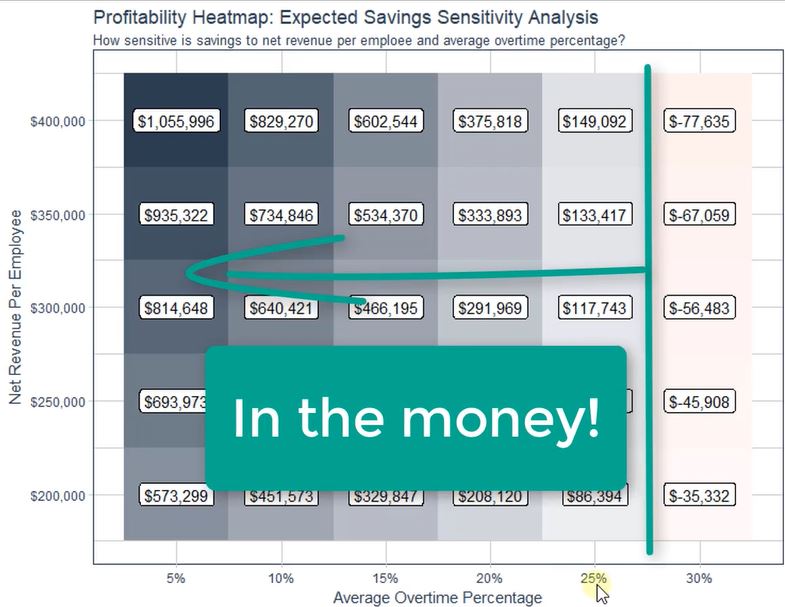 Profitability Heatmap: Expected Savings Sensitivity Analysis
How sensitive is savings to net revenue per emploee and average overtime percentage?
Net Revenue Per Employee
$400,000 $1,055,996 $829,270 $602,544 $375,818 $149,092 $-77,635
$350,000 $935,322 $734,846 $534,370 $333,893 $133,417 $-67,059
$300,000 $814,648 $640,421 $466,195 $291,969 $117,743 $-56,483
$250,000 $693,973 $-45,908
In the money!
$200,000 $573,299 $451,573 $329,847 $208,120 $86,394 $-35,332
5% 10% 15% 20% 25% 30%
Average Overtime Percentage